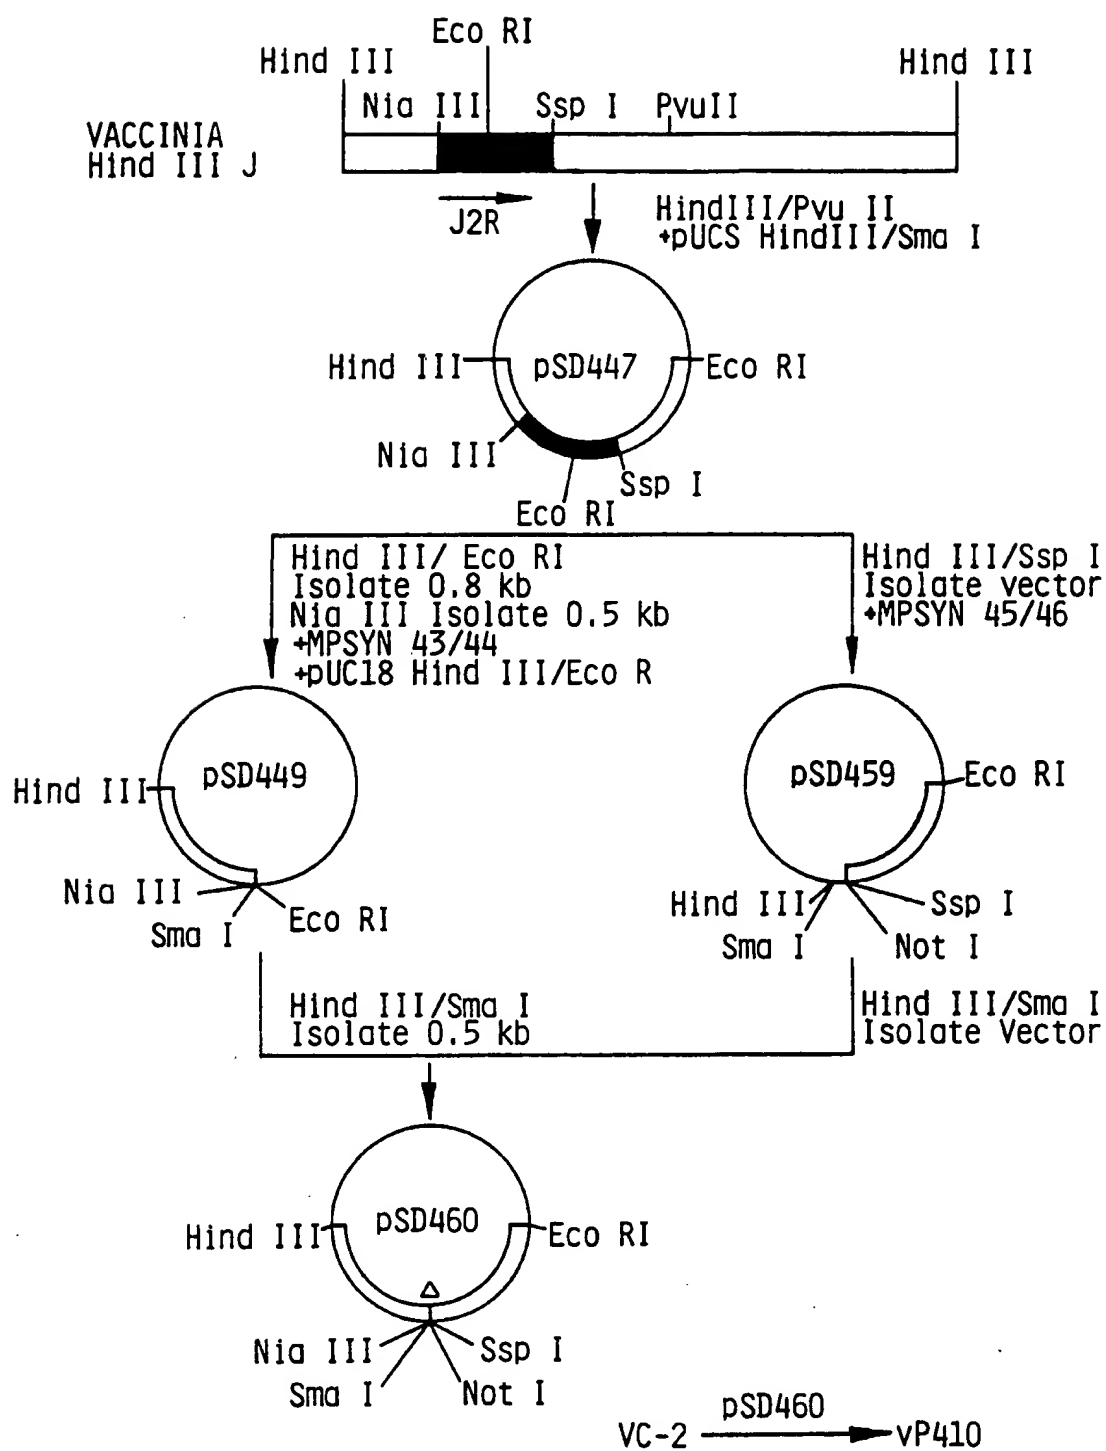 Eco RI
Hind III
Hind III
Nia III
Ssp I
PvuII
VACCINIA
Hind III J
J2R
HindIII/Pvu II
+pUCS HindIII/Sma I
Hind III
pSD447
Eco RI
Nia III
Ssp I
Eco RI
Hind III/ Eco RI
Isolate 0.8 kb
Nia III Isolate 0.5 kb
+MPSYN 43/44
+pUC18 Hind III/Eco R
Hind III/Ssp I
Isolate vector
+MPSYN 45/46
pSD449
Hind III
Nia III
Sma I
Eco RI
pSD459
Eco RI
Hind III
Ssp I
Sma I
Not I
Hind III/Sma I
Isolate 0.5 kb
Hind III/Sma I
Isolate Vector
pSD460
Hind III
Eco RI
Δ
Nia III
Ssp I
Sma I
Not I
pSD460
VC-2
vP410